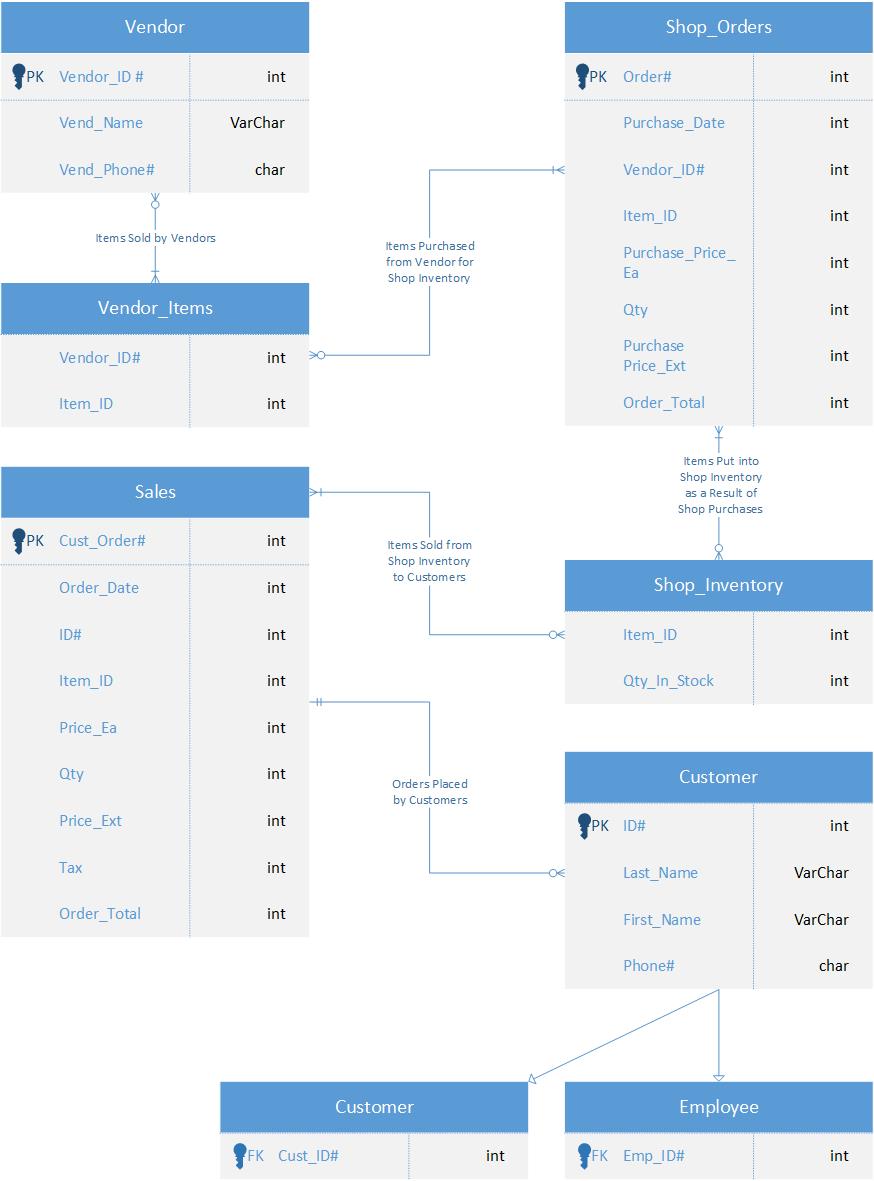 Vendor
PK Vendor_ID # int
Vend_Name VarChar
Vend_Phone# char
Items Sold by Vendors
Vendor_Items
Vendor_ID# int
Item_ID int
Shop_Orders
PK Order# int
Purchase_Date int
Vendor_ID# int
Item_ID int
Purchase_Price_
Ea int
Qty int
Purchase
Price_Ext int
Order_Total int
Items Purchased
from Vendor for
Shop Inventory
Items Put into
Shop Inventory
as a Result of
Shop Purchases
Sales
PK Cust_Order# int
Order_Date int
ID# int
Item_ID int
Price_Ea int
Qty int
Price_Ext int
Tax int
Order_Total int
Items Sold from
Shop Inventory
to Customers
Shop_Inventory
Item_ID int
Qty_In_Stock int
Orders Placed
by Customers
Customer
PK ID# int
Last_Name VarChar
First_Name VarChar
Phone# char
Customer
FK Cust_ID# int
Employee
FK Emp_ID# int